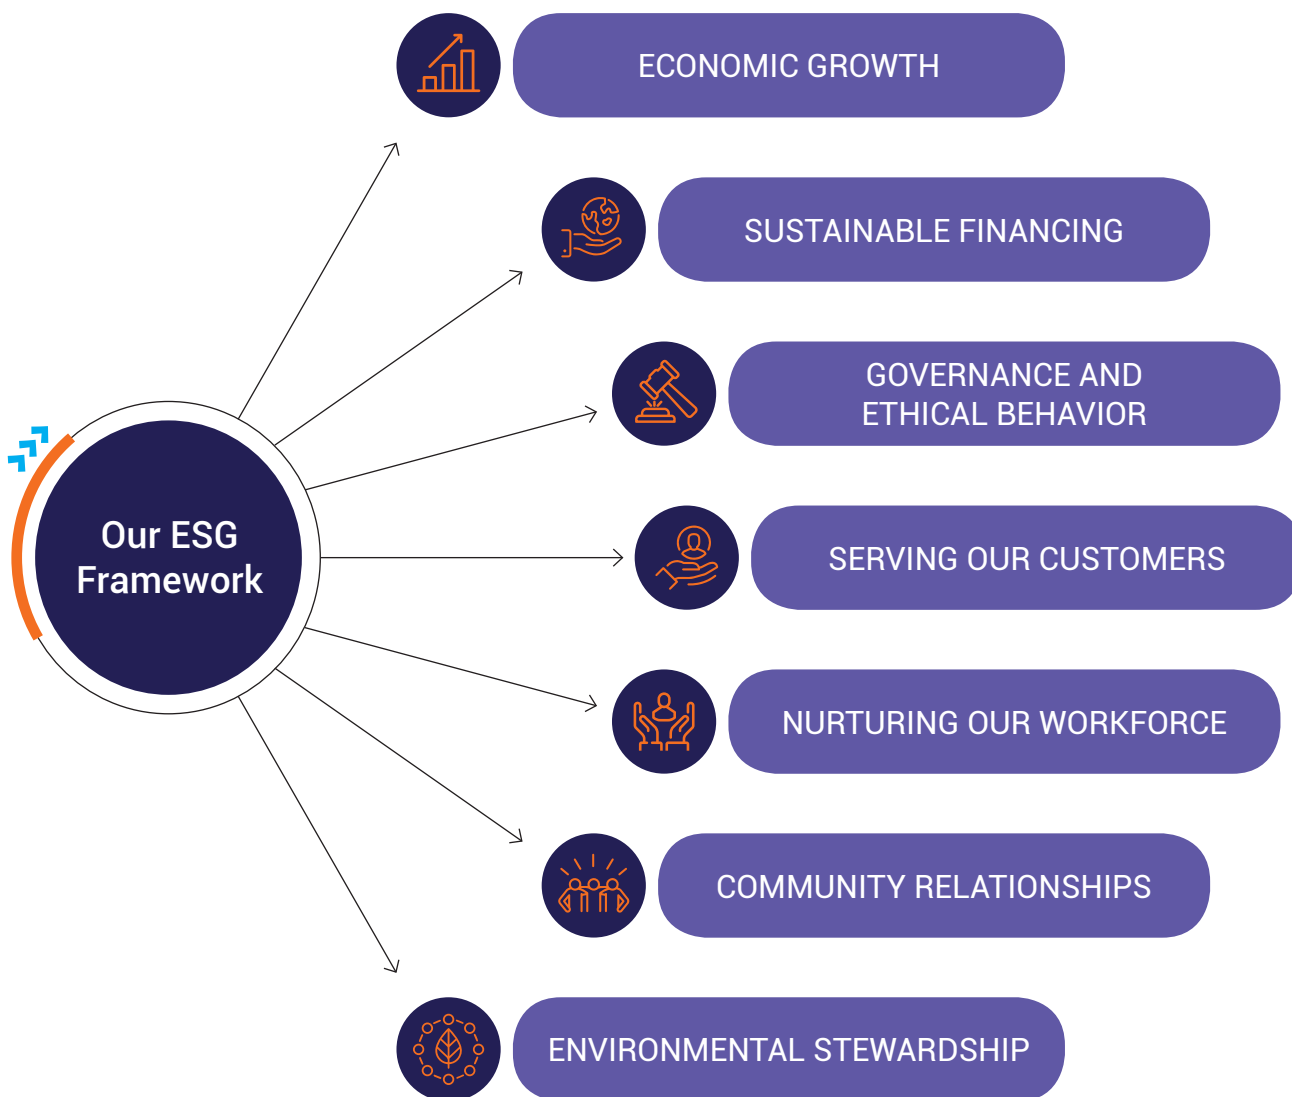 ECONOMIC GROWTH
SUSTAINABLE FINANCING
GOVERNANCE AND
ETHICAL BEHAVIOR
Our ESG
Framework
SERVING OUR CUSTOMERS
NURTURING OUR WORKFORCE
COMMUNITY RELATIONSHIPS
ENVIRONMENTAL STEWARDSHIP